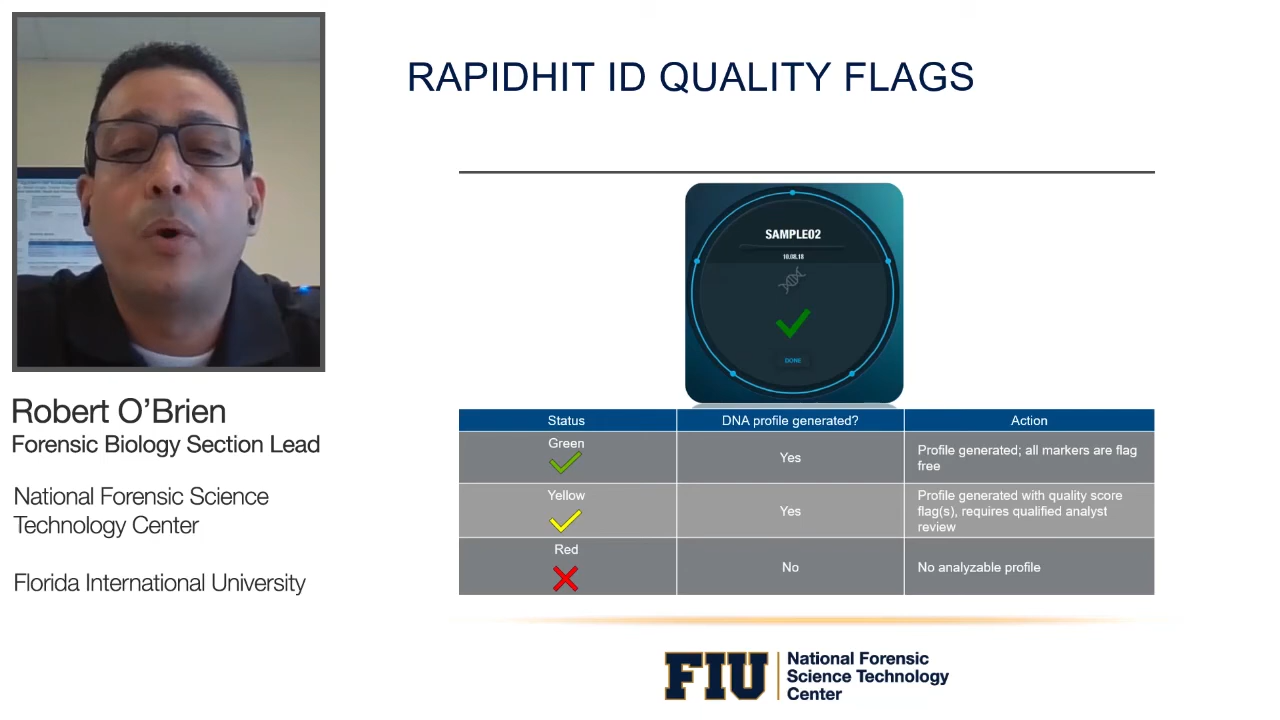 RAPIDHIT ID QUALITY FLAGS
SAMPLE02
10.08.18
DONE
Robert O'Brien
Forensic Biology Section Lead
National Forensic Science
Technology Center
Florida International University
Status
DNA profile generated?
Action
Green
Yes
Profile generated; all markers are flag
free
Yellow
Yes
Profile generated with quality score
flag(s), requires qualified analyst
review
Red
No
No analyzable profile
FIU
National Forensic
Science Technology
Center